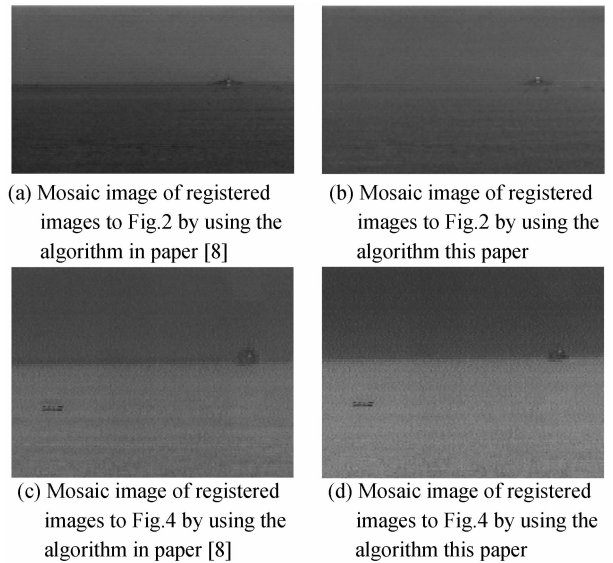 (a) Mosaic image of registered
images to Fig.2 by using the
algorithm in paper [8]
(b) Mosaic image of registered
images to Fig.2 by using the
algorithm this paper
(c) Mosaic image of registered
images to Fig.4 by using the
algorithm in paper [8]
(d) Mosaic image of registered
images to Fig.4 by using the
algorithm this paper